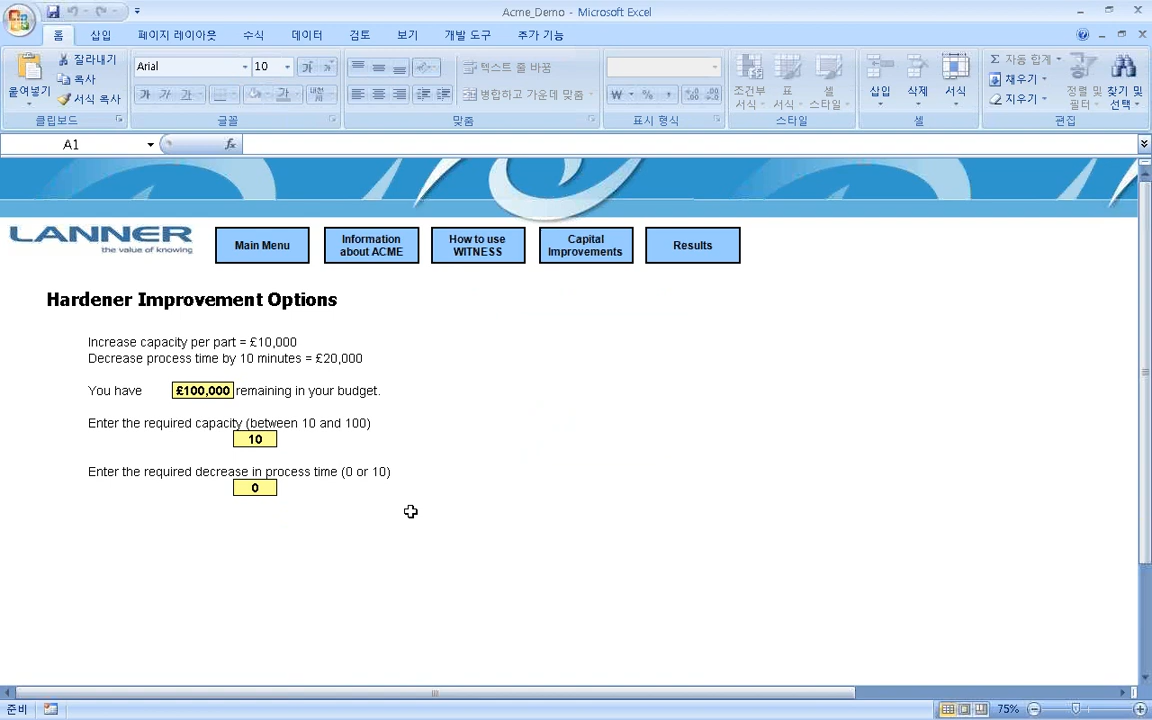 Acme_Demo - Microsoft Excel
홈 삽입 페이지 레이아웃 수식 데이터 검토 보기 개발 도구 추가 기능
붙여넣기
잘라내기
복사
서식 복사
클립보드
Arial 10
가 가 가 가 내천
글꼴
텍스트 줄 바꿈
병합하고 가운데 맞춤
맞춤
₩ % ,
표시 형식
조건부 서식
표 서식
셀 스타일
스타일
삽입 삭제 서식
셀
Σ 자동 합계
채우기
지우기
정렬 및 필터
찾기 및 선택
편집
A1 fx
LANNER
the value of knowing
Main Menu
Information about ACME
How to use WITNESS
Capital Improvements
Results
Hardener Improvement Options
Increase capacity per part = £10,000
Decrease process time by 10 minutes = £20,000
You have £100,000 remaining in your budget.
Enter the required capacity (between 10 and 100)
10
Enter the required decrease in process time (0 or 10)
0
준비 75%